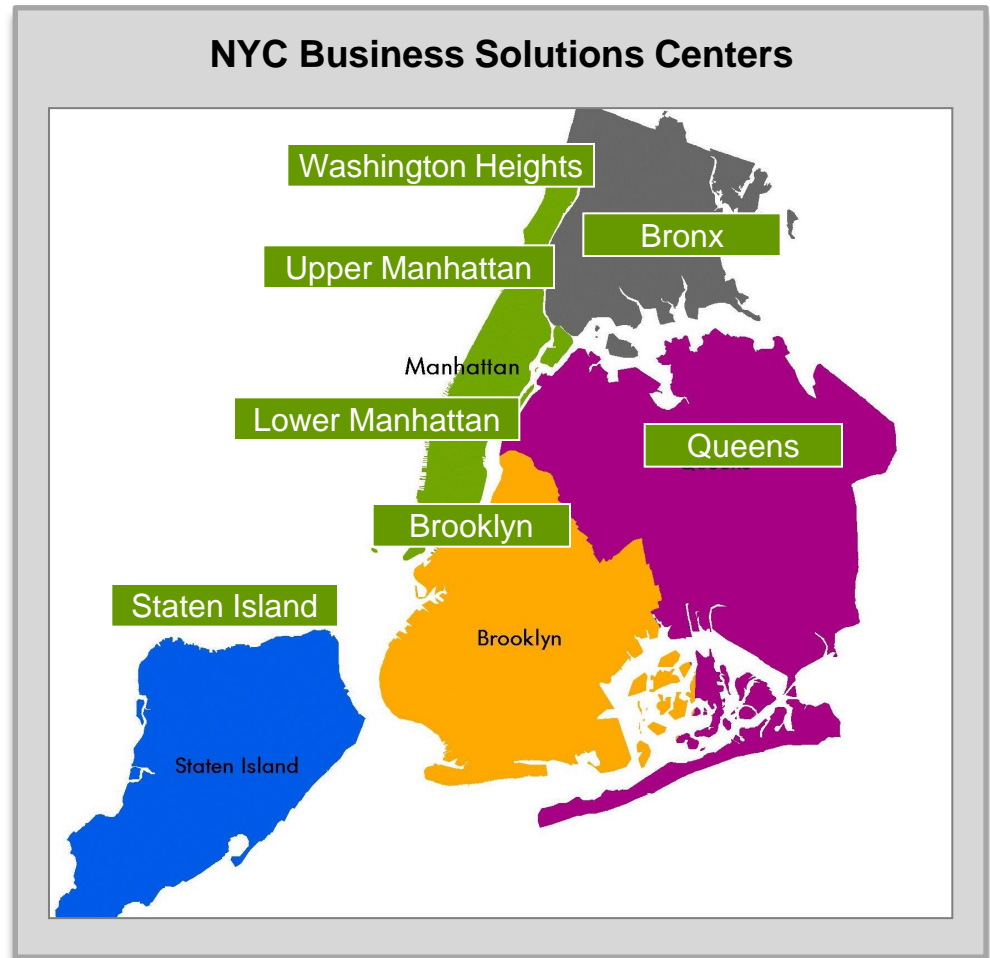 NYC Business Solutions Centers
Washington Heights
Bronx
Upper Manhattan
Manhattan
Lower Manhattan
Queens
Queens
Brooklyn
Staten Island
Brooklyn
Staten Island